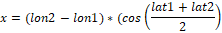 x = (lon2 − lon1) ∗ (cos (lat1 + lat2 / 2)